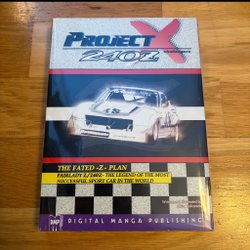 PROJECT X
240Z
THE FATED - Z - PLAN
FAIRLADY Z / 240Z - THE LEGEND OF THE MOST
SUCCESSFUL SPORT CAR IN THE WORLD
DMP DIGITAL MANGA PUBLISHING